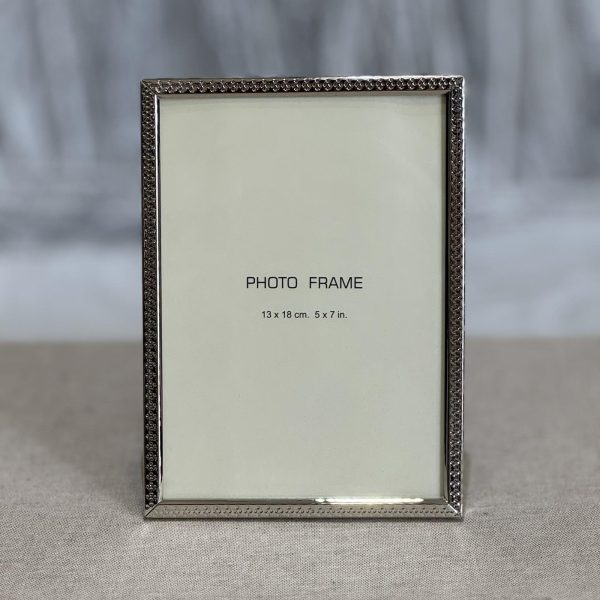 PHOTO FRAME
13 x 18 cm. 5 x 7 in.